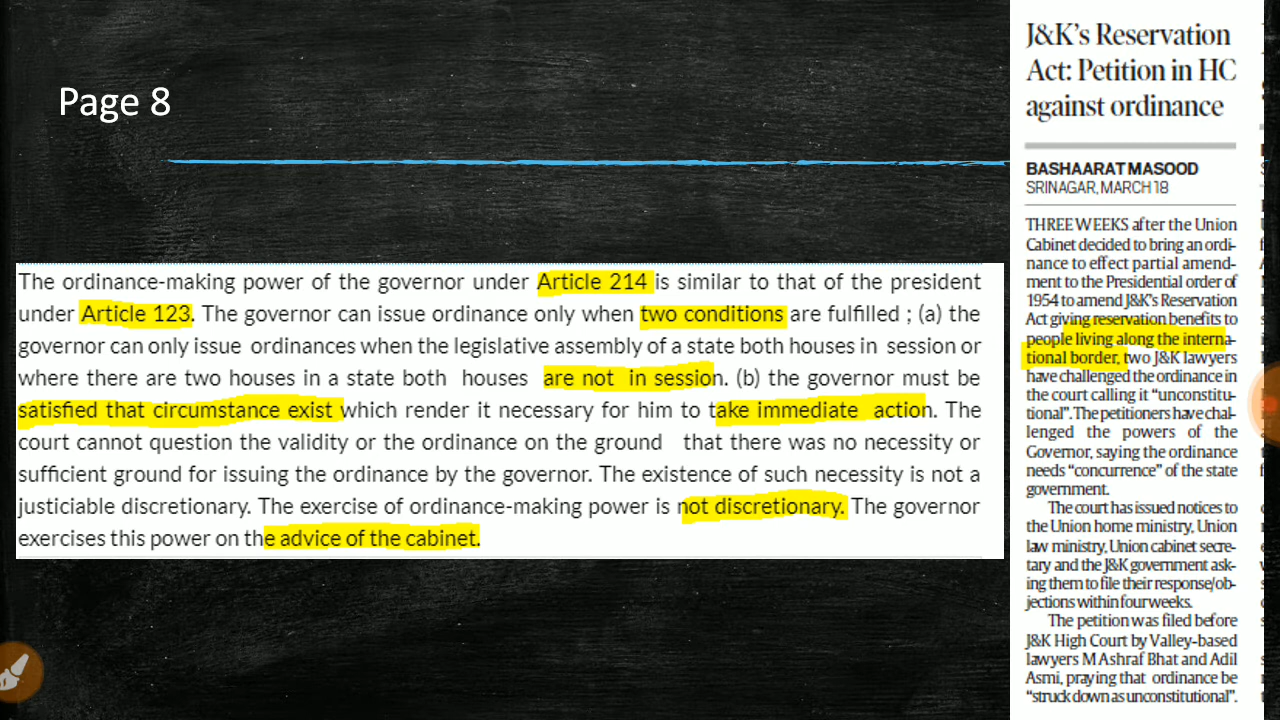 Page 8
The ordinance-making power of the governor under Article 214 is similar to that of the president
under Article 123. The governor can issue ordinance only when two conditions are fulfilled ; (a) the
governor can only issue ordinances when the legislative assembly of a state both houses in session or
where there are two houses in a state both houses are not in session. (b) the governor must be
satisfied that circumstance exist which render it necessary for him to take immediate action. The
court cannot question the validity or the ordinance on the ground that there was no necessity or
sufficient ground for issuing the ordinance by the governor. The existence of such necessity is not a
justiciable discretionary. The exercise of ordinance-making power is not discretionary. The governor
exercises this power on the advice of the cabinet.
J&K's Reservation
Act: Petition in HC
against ordinance
BASHAARAT MASOOD
SRINAGAR, MARCH 18
THREE WEEKS after the Union
Cabinet decided to bring an ordi-
nance to effect partial amend-
ment to the Presidential order of
1954 to amend J&K's Reservation
Act giving reservation benefits to
people living along the interna-
tional border, two J&K lawyers
have challenged the ordinance in
the court calling it "unconstitu-
tional". The petitioners have chal-
lenged the powers of the
Governor, saying the ordinance
needs "concurrence" of the state
government.
The court has issued notices to
the Union home ministry, Union
law ministry, Union cabinet secre-
tary and the J&K government ask-
ing them to file their response/ob-
jections within four weeks.
The petition was filed before
J&K High Court by Valley-based
lawyers M Ashraf Bhat and Adil
Asmi, praying that ordinance be
"struck down as unconstitutional".